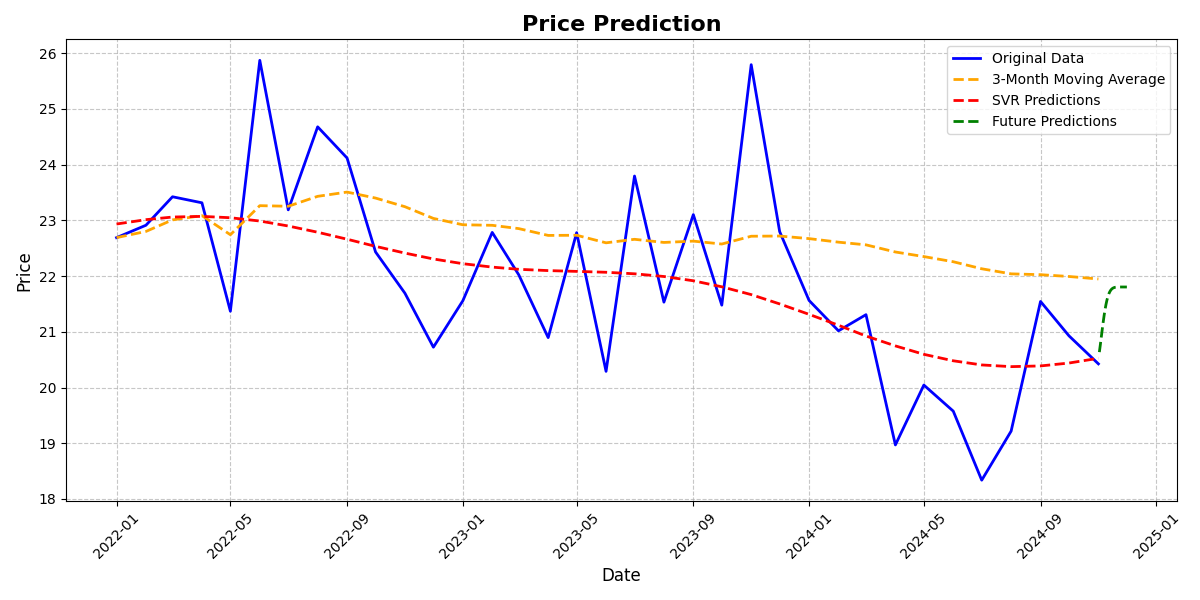 Price Prediction
26
25
24
23
22
21
20
19
18
Price
Original Data
3-Month Moving Average
SVR Predictions
Future Predictions
2022-01
2022-05
2022-09
2023-01
2023-05
2023-09
2024-01
2024-05
2024-09
2025-01
Date